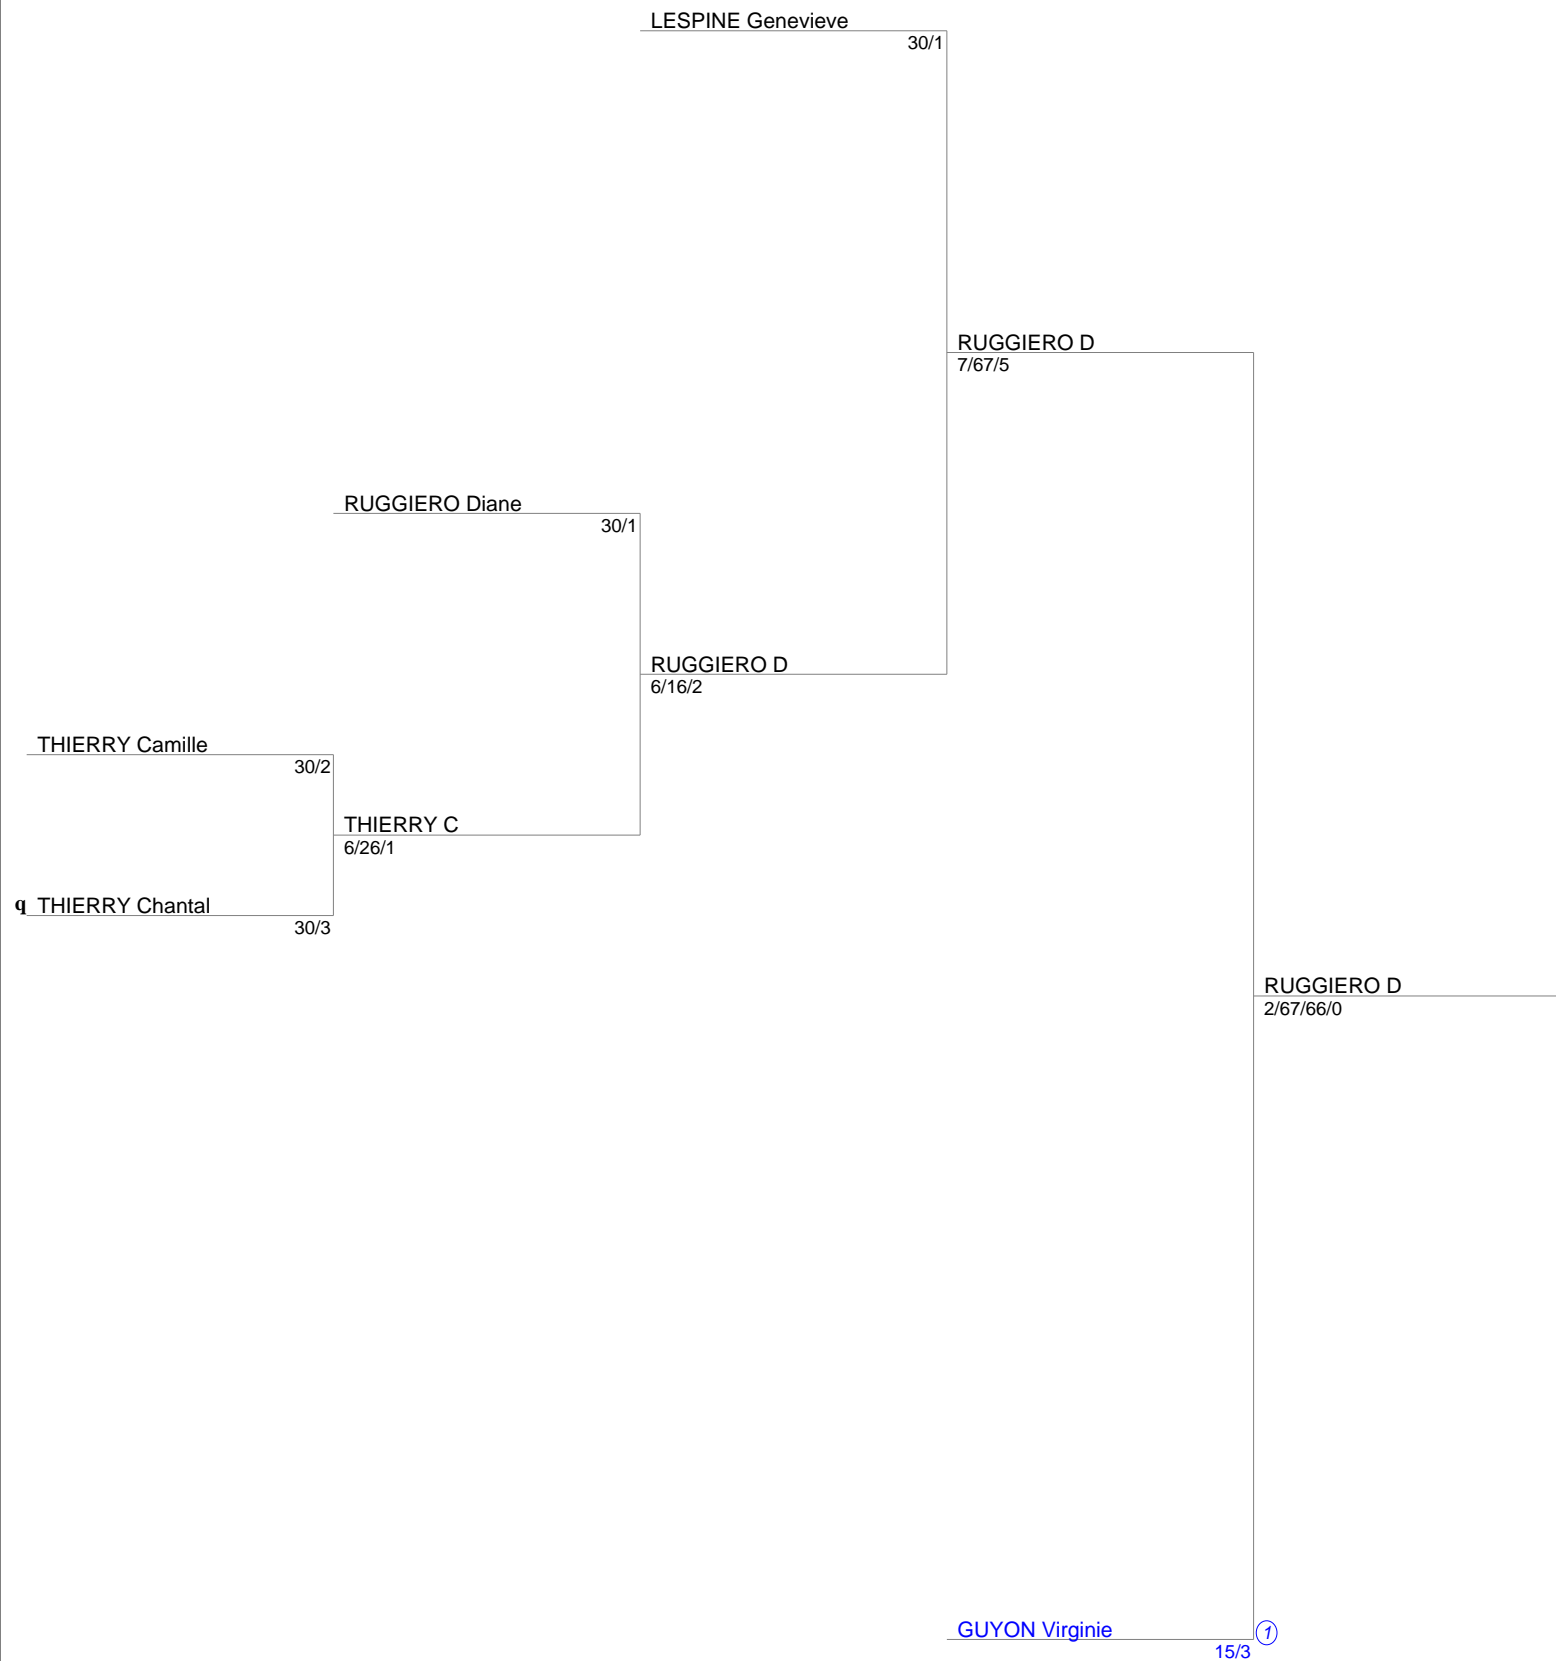 LESPINE Genevieve
30/1
RUGGIERO D
7/67/5
RUGGIERO Diane
30/1
RUGGIERO D
6/16/2
THIERRY Camille
30/2
THIERRY C
6/26/1
q THIERRY Chantal
30/3
RUGGIERO D
2/67/66/0
GUYON Virginie 1
15/3